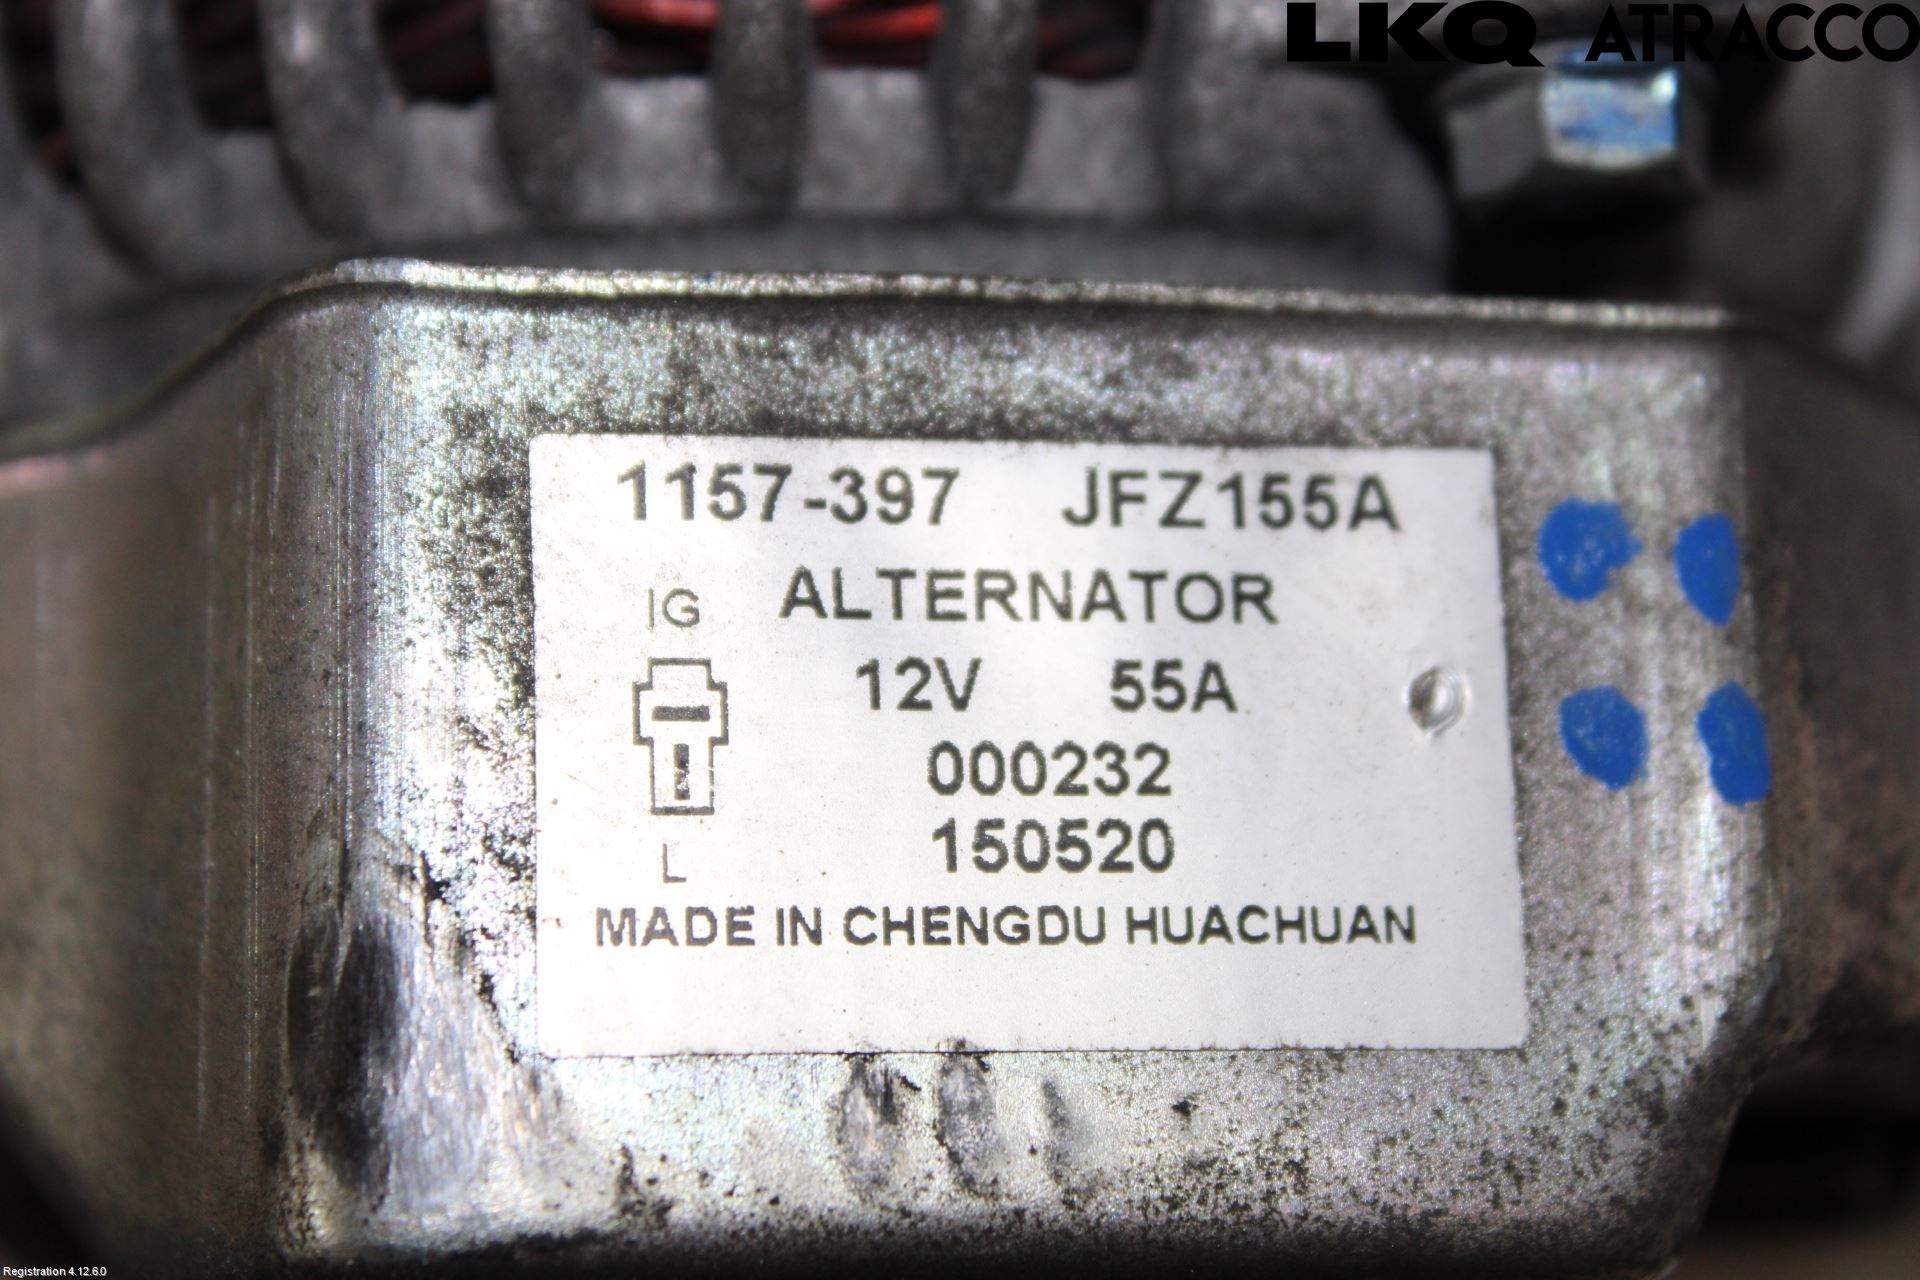 LKQ ATRACCO
1157-397 JFZ155A
IG ALTERNATOR
12V 55A
000232
150520
L
MADE IN CHENGDU HUACHUAN
Registration 4.12.6.0